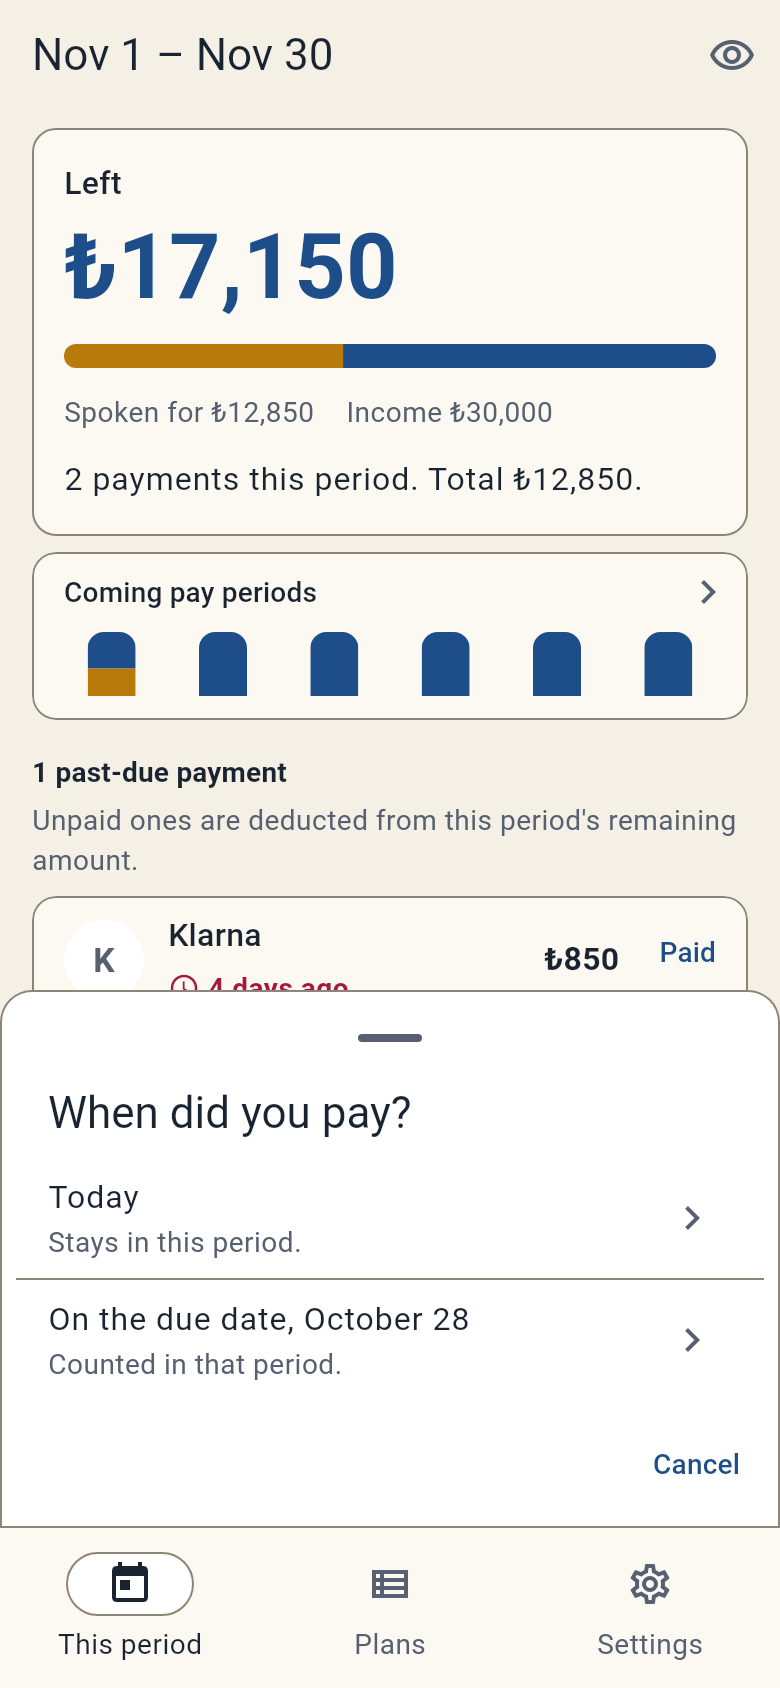 Nov 1 – Nov 30
Left
₺17,150
Spoken for ₺12,850 Income ₺30,000
2 payments this period. Total ₺12,850.
Coming pay periods
1 past-due payment
Unpaid ones are deducted from this period's remaining
amount.
K
Klarna
₺850
Paid
4 days ago
When did you pay?
Today
Stays in this period.
On the due date, October 28
Counted in that period.
Cancel
This period
Plans
Settings